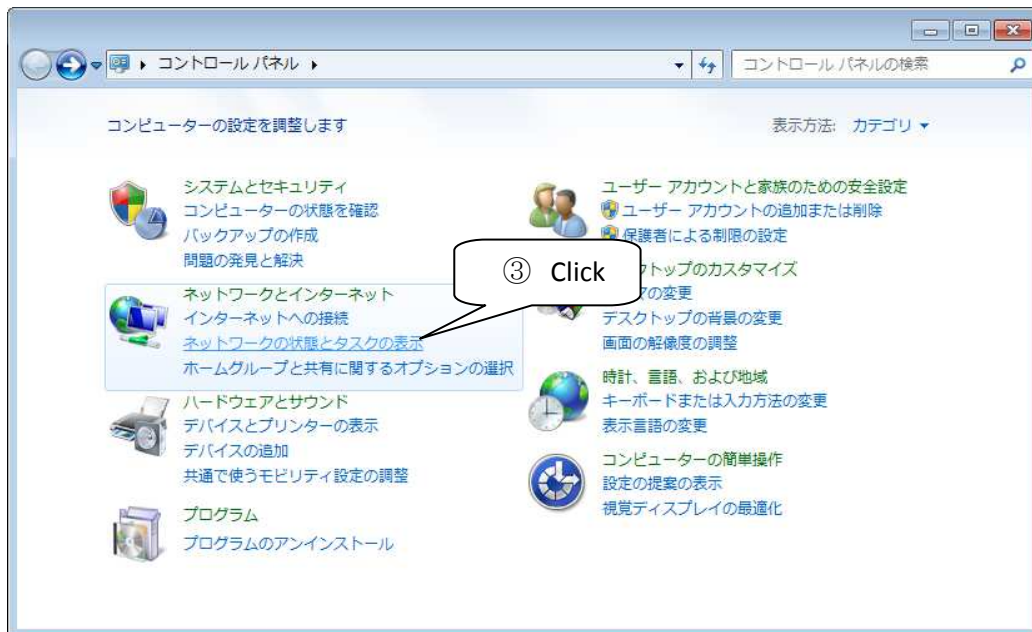 コントロール パネル
コントロール パネルの検索
コンピューターの設定を調整します
表示方法: カテゴリ
システムとセキュリティ
コンピューターの状態を確認
バックアップの作成
問題の発見と解決
ネットワークとインターネット
インターネットへの接続
ネットワークの状態とタスクの表示
ホームグループと共有に関するオプションの選択
ハードウェアとサウンド
デバイスとプリンターの表示
デバイスの追加
共通で使うモビリティ設定の調整
プログラム
プログラムのアンインストール
③ Click
ユーザー アカウントと家族のための安全設定
ユーザー アカウントの追加または削除
保護者による制限の設定
トップのカスタマイズ
の変更
デスクトップの背景の変更
画面の解像度の調整
時計、言語、および地域
キーボードまたは入力方法の変更
表示言語の変更
コンピューターの簡単操作
設定の提案の表示
視覚ディスプレイの最適化